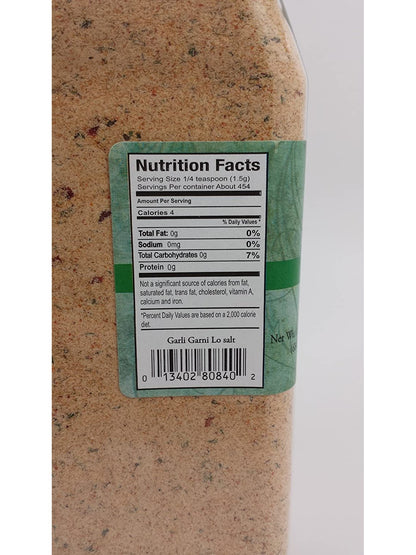 Nutrition Facts
Serving Size 1/4 teaspoon (1.5g)
Servings Per container About 454
Amount Per Serving
Calories 4
% Daily Values *
Total Fat: 0g 0%
Sodium 0mg 0%
Total Carbohydrates 0g 7%
Protein 0g
Not a significant source of calories from fat,
saturated fat, trans fat, cholesterol, vitamin A,
calcium and iron.
*Percent Daily Values are based on a 2,000 calorie
diet.
Garli Garni Lo salt
0 13402 80840 2
Net Wt.